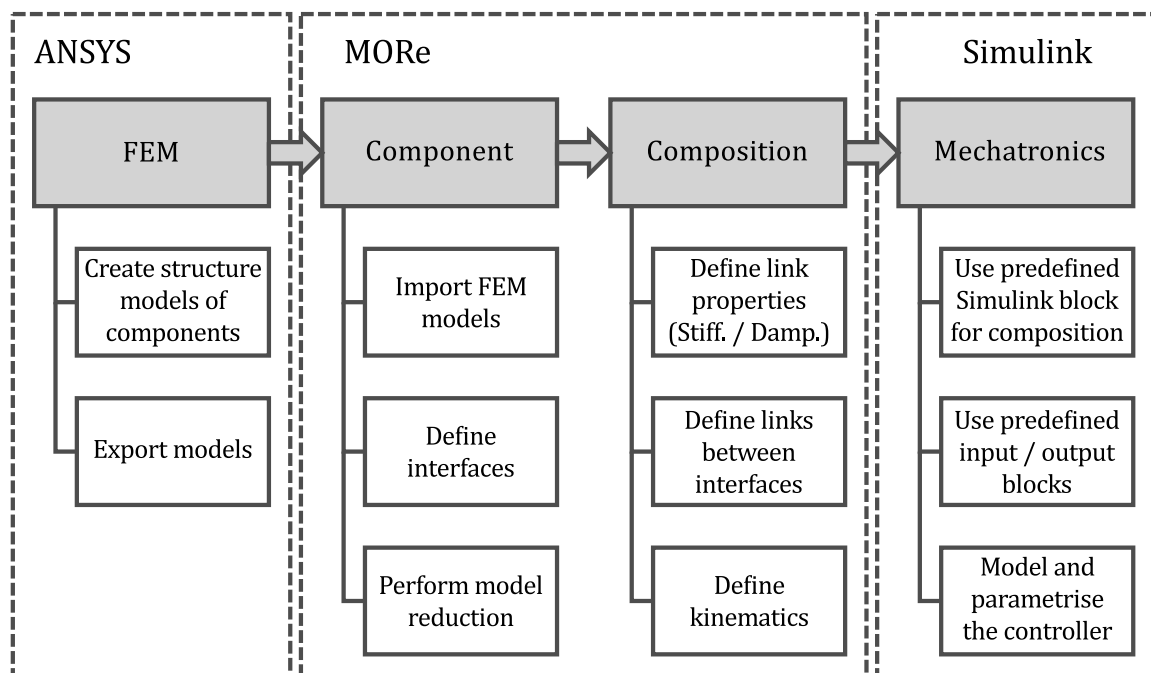 ANSYS
MORe
Simulink
FEM
Component
Composition
Mechatronics
Create structure
models of
components
Export models
Import FEM
models
Define
interfaces
Perform model
reduction
Define link
properties
(Stiff. / Damp.)
Define links
between
interfaces
Define
kinematics
Use predefined
Simulink block
for composition
Use predefined
input / output
blocks
Model and
parametrise
the controller